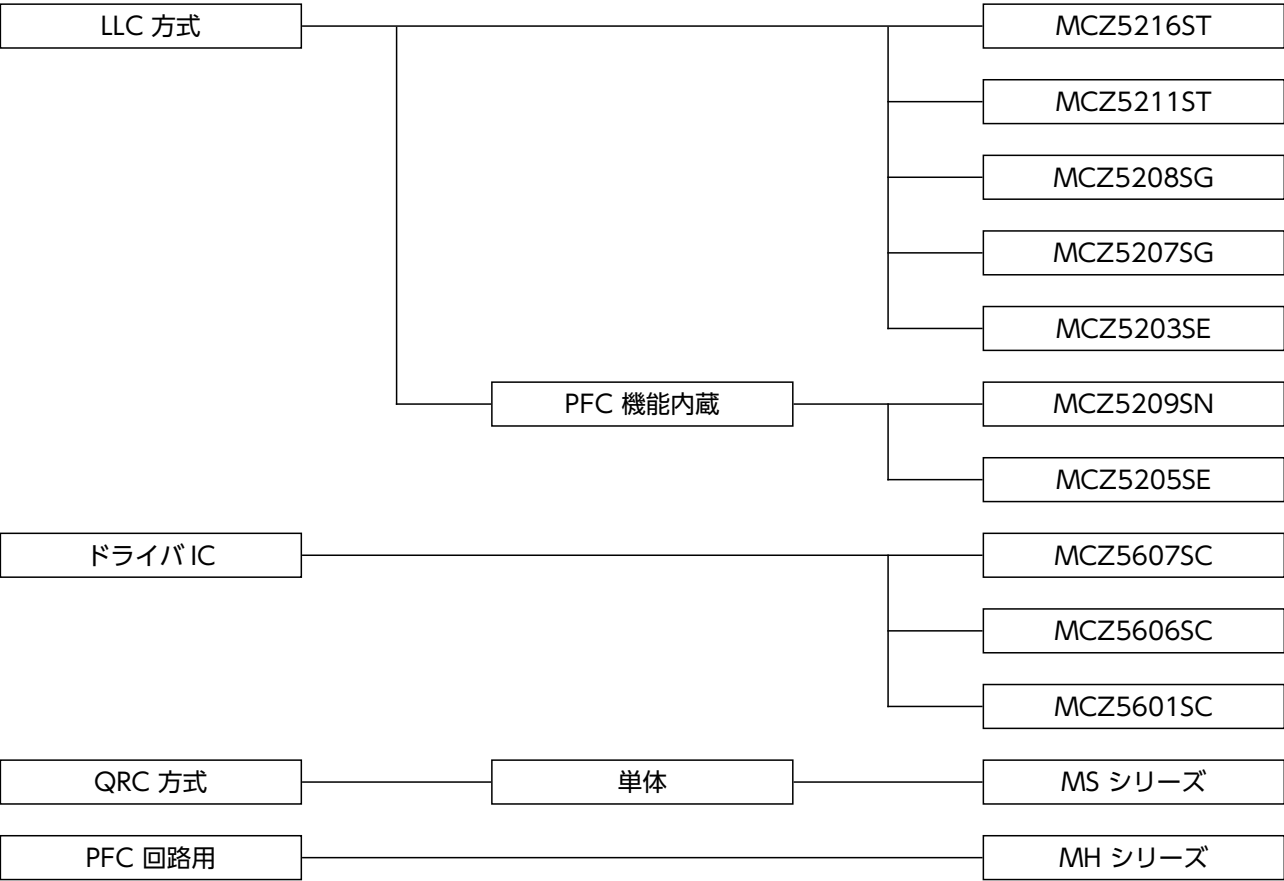 LLC 方式
MCZ5216ST
MCZ5211ST
MCZ5208SG
MCZ5207SG
MCZ5203SE
PFC 機能内蔵
MCZ5209SN
MCZ5205SE
ドライバ IC
MCZ5607SC
MCZ5606SC
MCZ5601SC
QRC 方式
単体
MS シリーズ
PFC 回路用
MH シリーズ